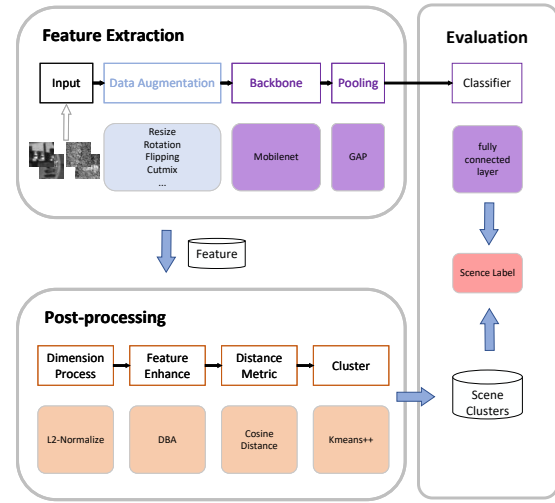 Feature Extraction
Input
Data Augmentation
Backbone
Pooling
Resize
Rotation
Flipping
Cutmix
...
Mobilenet
GAP
Feature
Post-processing
Dimension
Process
Feature
Enhance
Distance
Metric
Cluster
L2-Normalize
DBA
Cosine
Distance
Kmeans++
Evaluation
Classifier
fully
connected
layer
Scence Label
Scene
Clusters